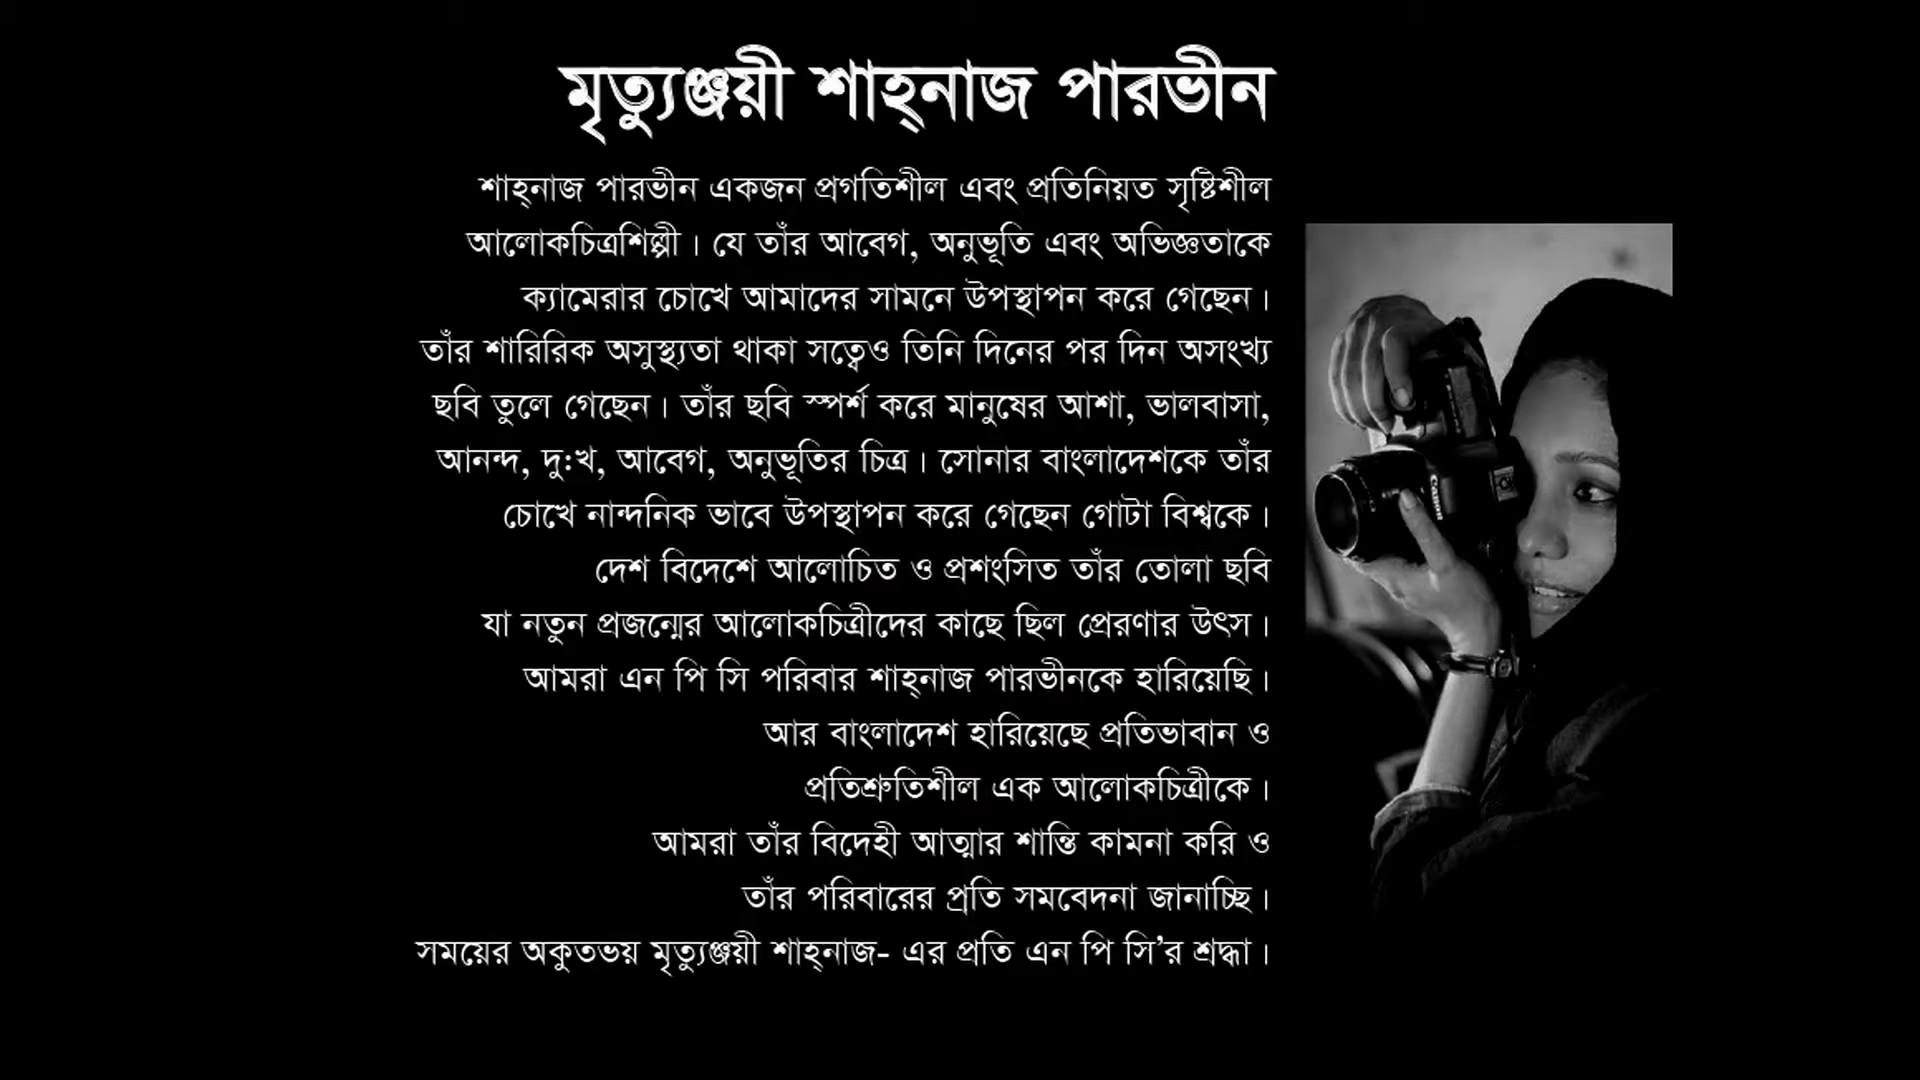 মৃত্যুঞ্জয়ী শাহ্‌নাজ পারভীন
শাহ্‌নাজ পারভীন একজন প্রগতিশীল এবং প্রতিনিয়ত সৃষ্টিশীল
আলোকচিত্রশিল্পী। যে তাঁর আবেগ, অনুভূতি এবং অভিজ্ঞতাকে
ক্যামেরার চোখে আমাদের সামনে উপস্থাপন করে গেছেন।
তাঁর শারিরিক অসুস্থ্যতা থাকা সত্বেও তিনি দিনের পর দিন অসংখ্য
ছবি তুলে গেছেন। তাঁর ছবি স্পর্শ করে মানুষের আশা, ভালবাসা,
আনন্দ, দু:খ, আবেগ, অনুভূতির চিত্র। সোনার বাংলাদেশকে তাঁর
চোখে নান্দনিক ভাবে উপস্থাপন করে গেছেন গোটা বিশ্বকে।
দেশ বিদেশে আলোচিত ও প্রশংসিত তাঁর তোলা ছবি
যা নতুন প্রজন্মের আলোকচিত্রীদের কাছে ছিল প্রেরণার উৎস।
আমরা এন পি সি পরিবার শাহ্‌নাজ পারভীনকে হারিয়েছি।
আর বাংলাদেশ হারিয়েছে প্রতিভাবান ও
প্রতিশ্রুতিশীল এক আলোকচিত্রীকে।
আমরা তাঁর বিদেহী আত্মার শান্তি কামনা করি ও
তাঁর পরিবারের প্রতি সমবেদনা জানাচ্ছি।
সময়ের অকুতভয় মৃত্যুঞ্জয়ী শাহ্‌নাজ- এর প্রতি এন পি সি’র শ্রদ্ধা।
Canon